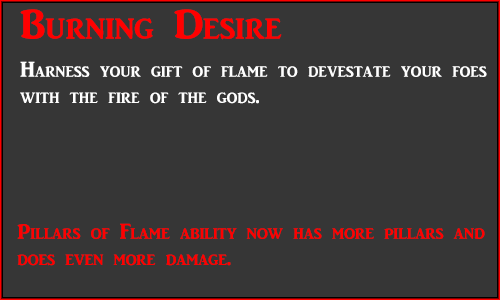 Burning Desire
Harness your gift of flame to devestate your foes
with the fire of the gods.
Pillars of Flame ability now has more pillars and
does even more damage.